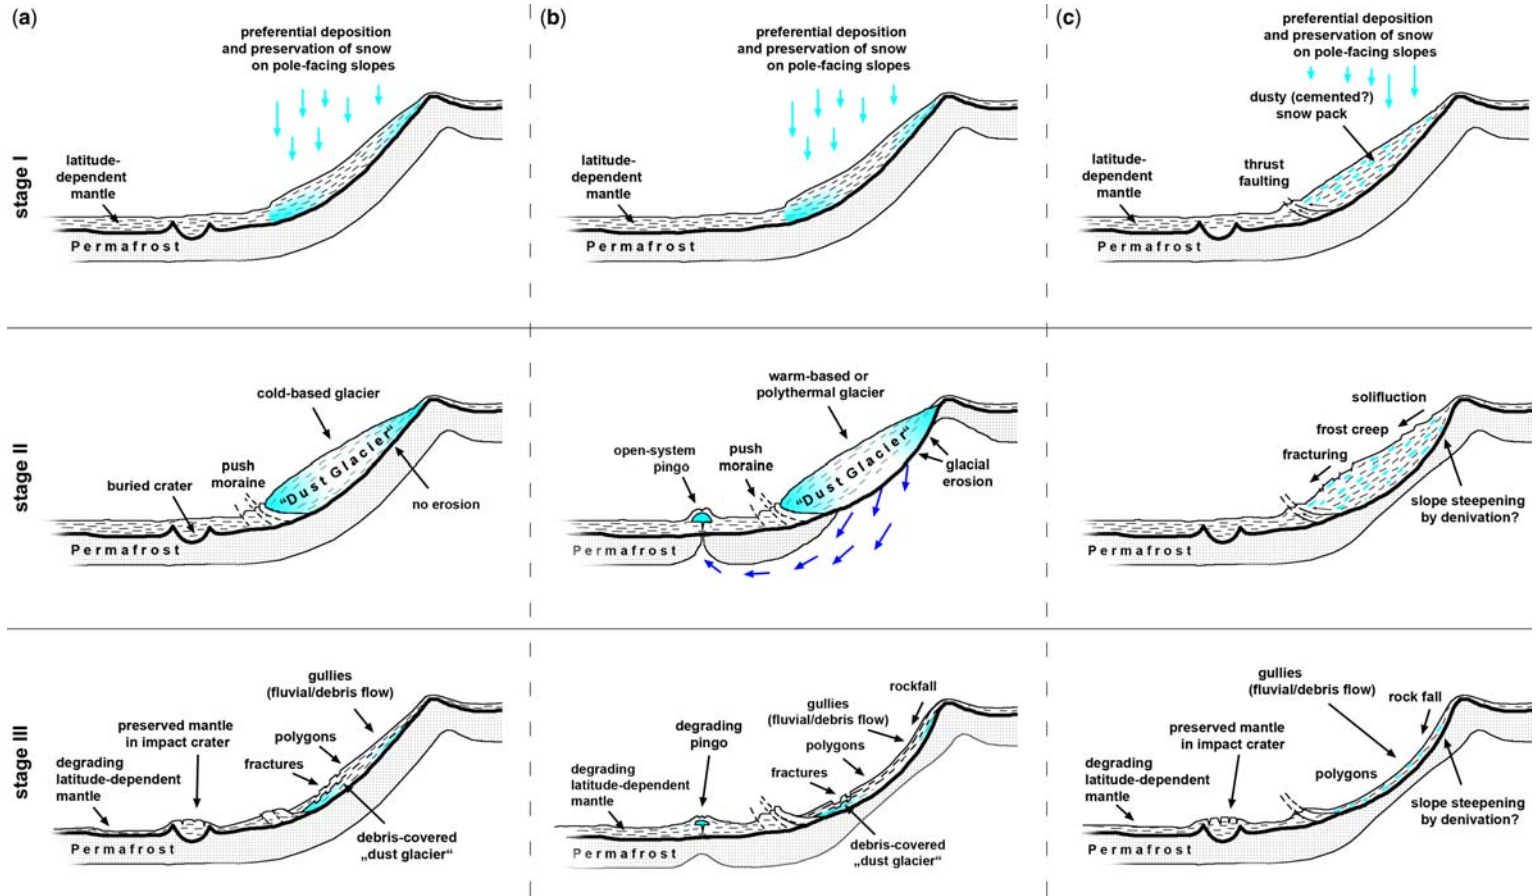 (a)
preferential deposition
and preservation of snow
on pole-facing slopes
latitude-
dependent
mantle
Permafrost
(b)
preferential deposition
and preservation of snow
on pole-facing slopes
latitude-
dependent
mantle
Permafrost
(c)
preferential deposition
and preservation of snow
on pole-facing slopes
dusty (cemented?)
snow pack
thrust
faulting
latitude-
dependent
mantle
Permafrost
stage I
cold-based glacier
"Dust Glacier"
push
moraine
buried crater
no erosion
Permafrost
warm-based or
polythermal glacier
"Dust Glacier"
open-system
pingo
push
moraine
glacial
erosion
Permafrost
solifluction
frost creep
fracturing
slope steepening
by denivation?
Permafrost
stage II
gullies
(fluvial/debris flow)
preserved mantle
in impact crater
polygons
fractures
degrading
latitude-dependent
mantle
debris-covered
„dust glacier“
Permafrost
rockfall
gullies
(fluvial/debris flow)
degrading
pingo
polygons
fractures
degrading
latitude-dependent
mantle
debris-covered
„dust glacier“
Permafrost
gullies
(fluvial/debris flow)
rock fall
preserved mantle
in impact crater
degrading
latitude-dependent
mantle
polygons
slope steepening
by denivation?
Permafrost
stage III